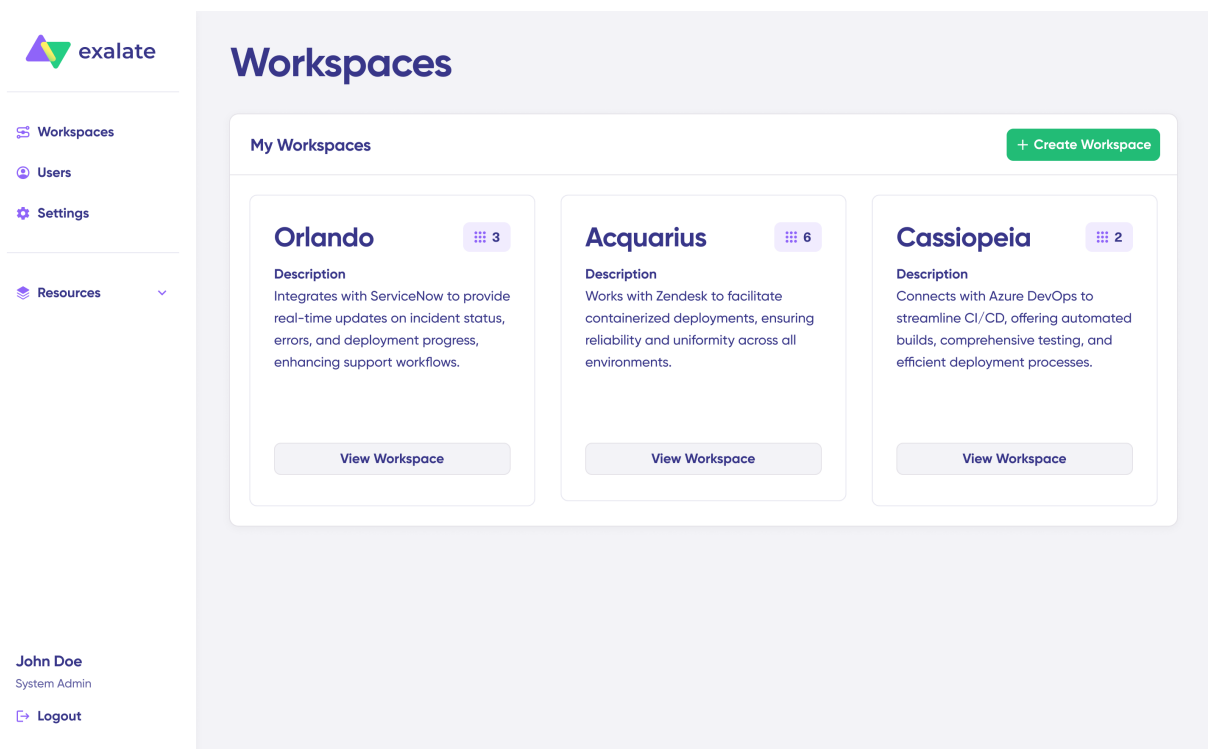 exalate
Workspaces
Users
Settings
Resources
John Doe
System Admin
Logout
Workspaces
My Workspaces
+ Create Workspace
Orlando
3
Description
Integrates with ServiceNow to provide
real-time updates on incident status,
errors, and deployment progress,
enhancing support workflows.
View Workspace
Acquarius
6
Description
Works with Zendesk to facilitate
containerized deployments, ensuring
reliability and uniformity across all
environments.
View Workspace
Cassiopeia
2
Description
Connects with Azure DevOps to
streamline CI/CD, offering automated
builds, comprehensive testing, and
efficient deployment processes.
View Workspace